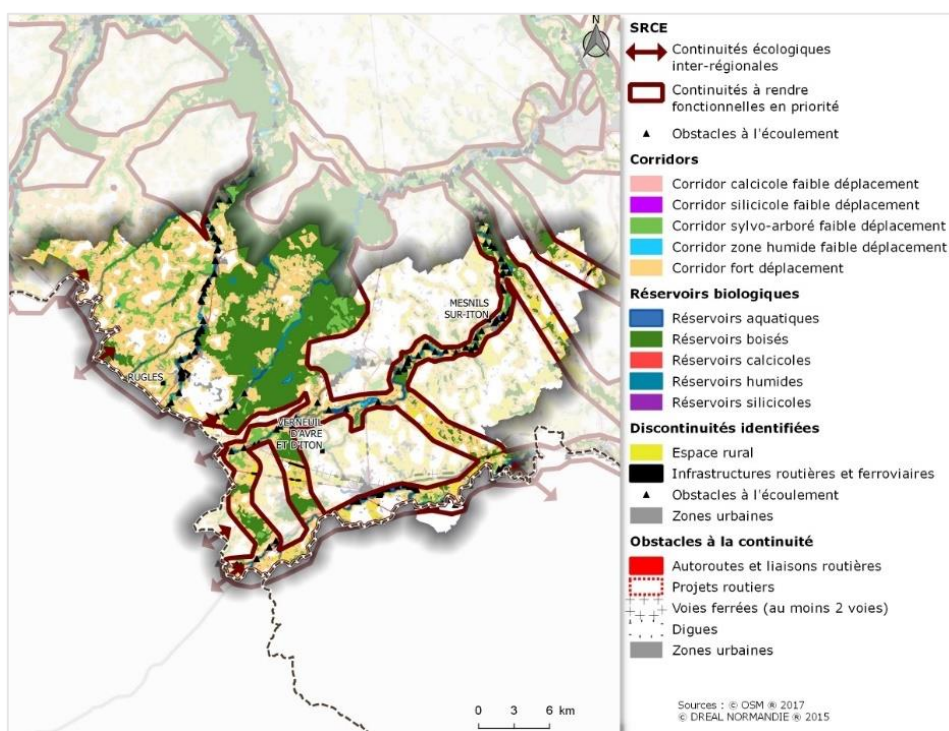 N
MESNILS
SUR-ITON
RUGLES
VERNEUIL
D'AVRE
ET D'ITON
0 3 6 km
SRCE
Continuités écologiques
inter-régionales
Continuités à rendre
fonctionnelles en priorité
Obstacles à l'écoulement
Corridors
Corridor calcicole faible déplacement
Corridor silicicole faible déplacement
Corridor sylvo-arboré faible déplacement
Corridor zone humide faible déplacement
Corridor fort déplacement
Réservoirs biologiques
Réservoirs aquatiques
Réservoirs boisés
Réservoirs calcicoles
Réservoirs humides
Réservoirs silicicoles
Discontinuités identifiées
Espace rural
Infrastructures routières et ferroviaires
Obstacles à l'écoulement
Zones urbaines
Obstacles à la continuité
Autoroutes et liaisons routières
Projets routiers
Voies ferrées (au moins 2 voies)
Digues
Zones urbaines
Sources : © OSM ® 2017
© DREAL NORMANDIE ® 2015